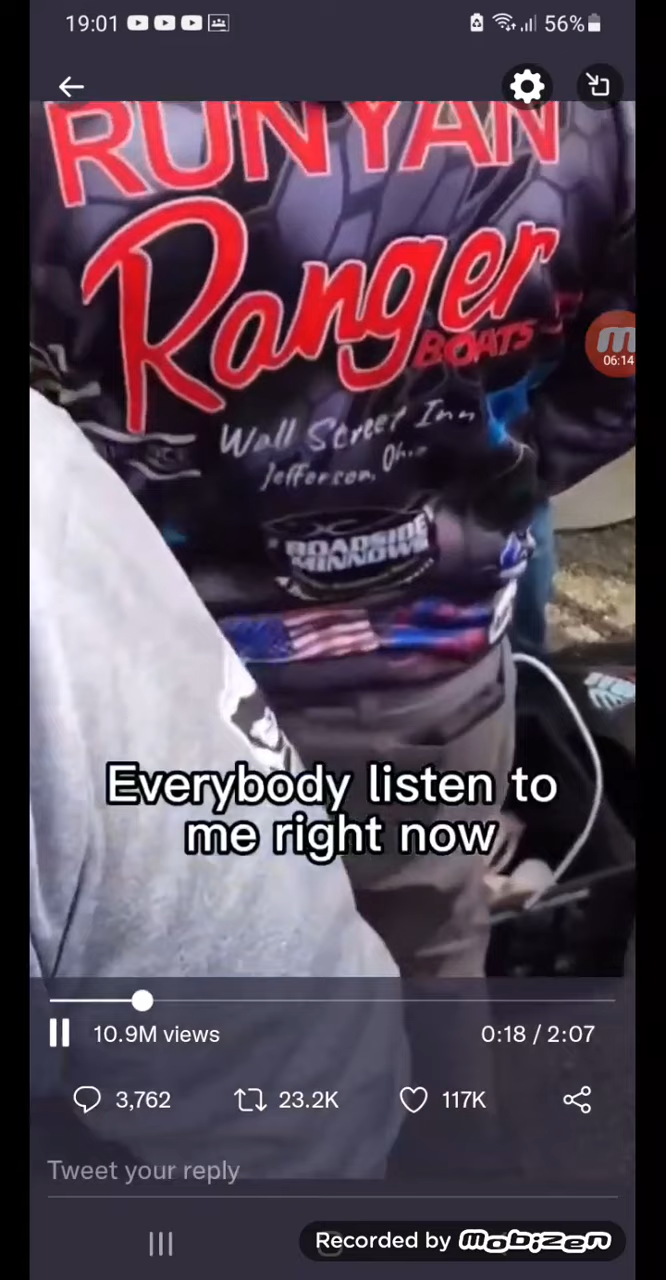 19:01
56%
RUNYAN
Ranger
BOATS
06:14
Wall Street Inn
Jefferson, Oh..
ROADSIDE
MINNOWS
Everybody listen to
me right now
10.9M views
0:18 / 2:07
3,762
23.2K
117K
Tweet your reply
Recorded by mobizen